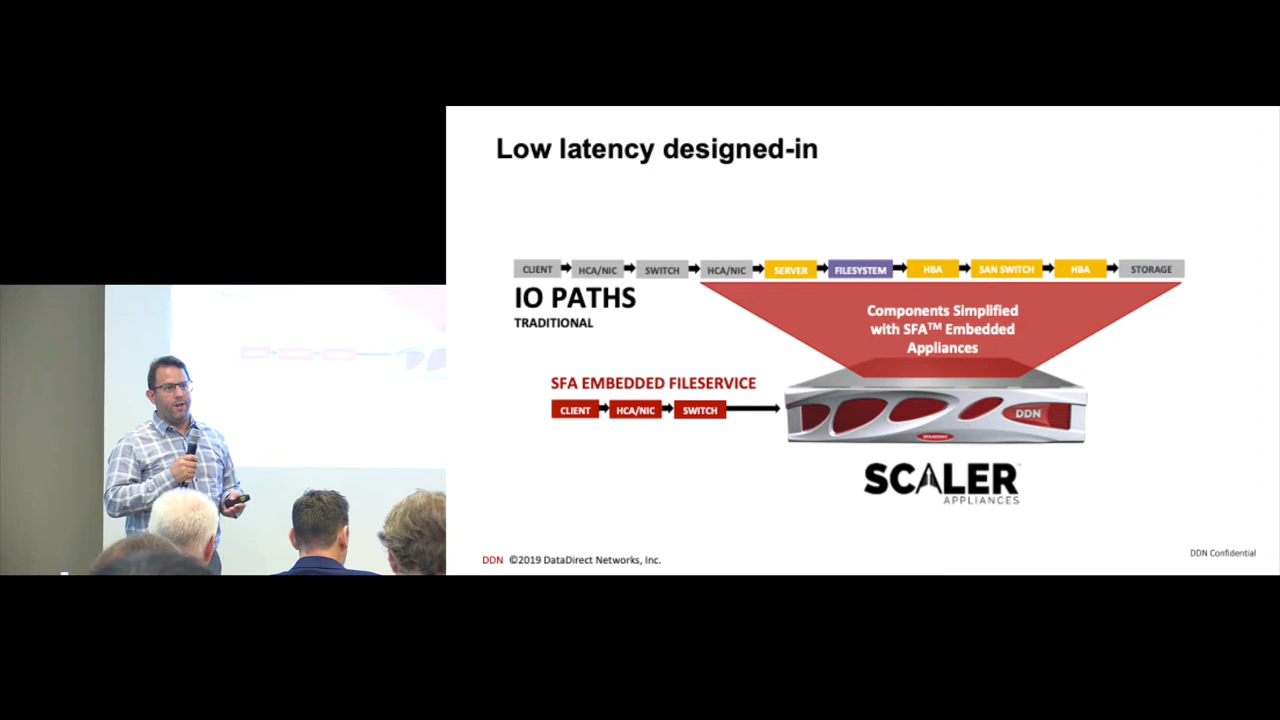 Low latency designed-in
CLIENT HCA/NIC SWITCH HCA/NIC SERVER FILESYSTEM HBA SAN SWITCH HBA STORAGE
IO PATHS
TRADITIONAL
Components Simplified
with SFA™ Embedded
Appliances
SFA EMBEDDED FILESERVICE
CLIENT HCA/NIC SWITCH
DDN
SCALER
APPLIANCES
DDN ©2019 DataDirect Networks, Inc.
DDN Confidential